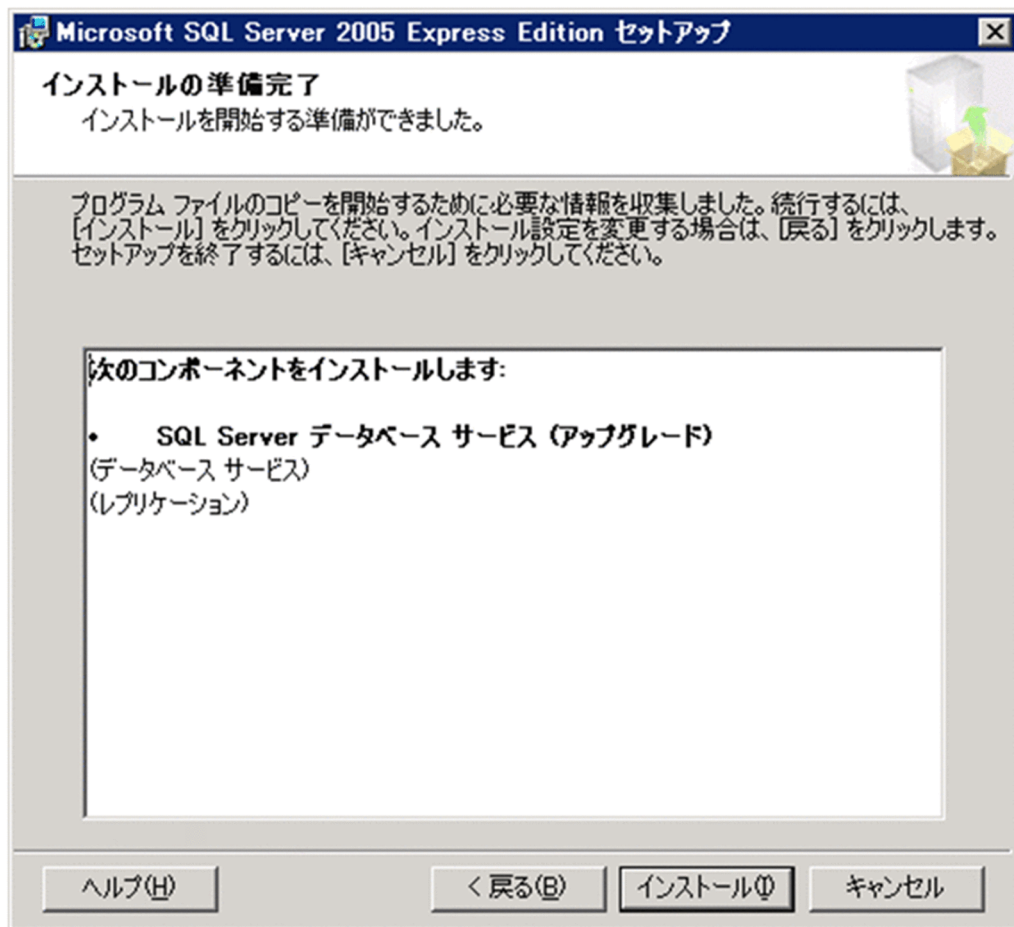 Microsoft SQL Server 2005 Express Edition セットアップ
インストールの準備完了
インストールを開始する準備ができました。
プログラム ファイルのコピーを開始するために必要な情報を収集しました。続行するには、
[インストール] をクリックしてください。インストール設定を変更する場合は、[戻る] をクリックします。
セットアップを終了するには、[キャンセル] をクリックしてください。
次のコンポーネントをインストールします:
• SQL Server データベース サービス (アップグレード)
(データベース サービス)
(レプリケーション)
ヘルプ(H)
< 戻る(B)
インストール(I)
キャンセル